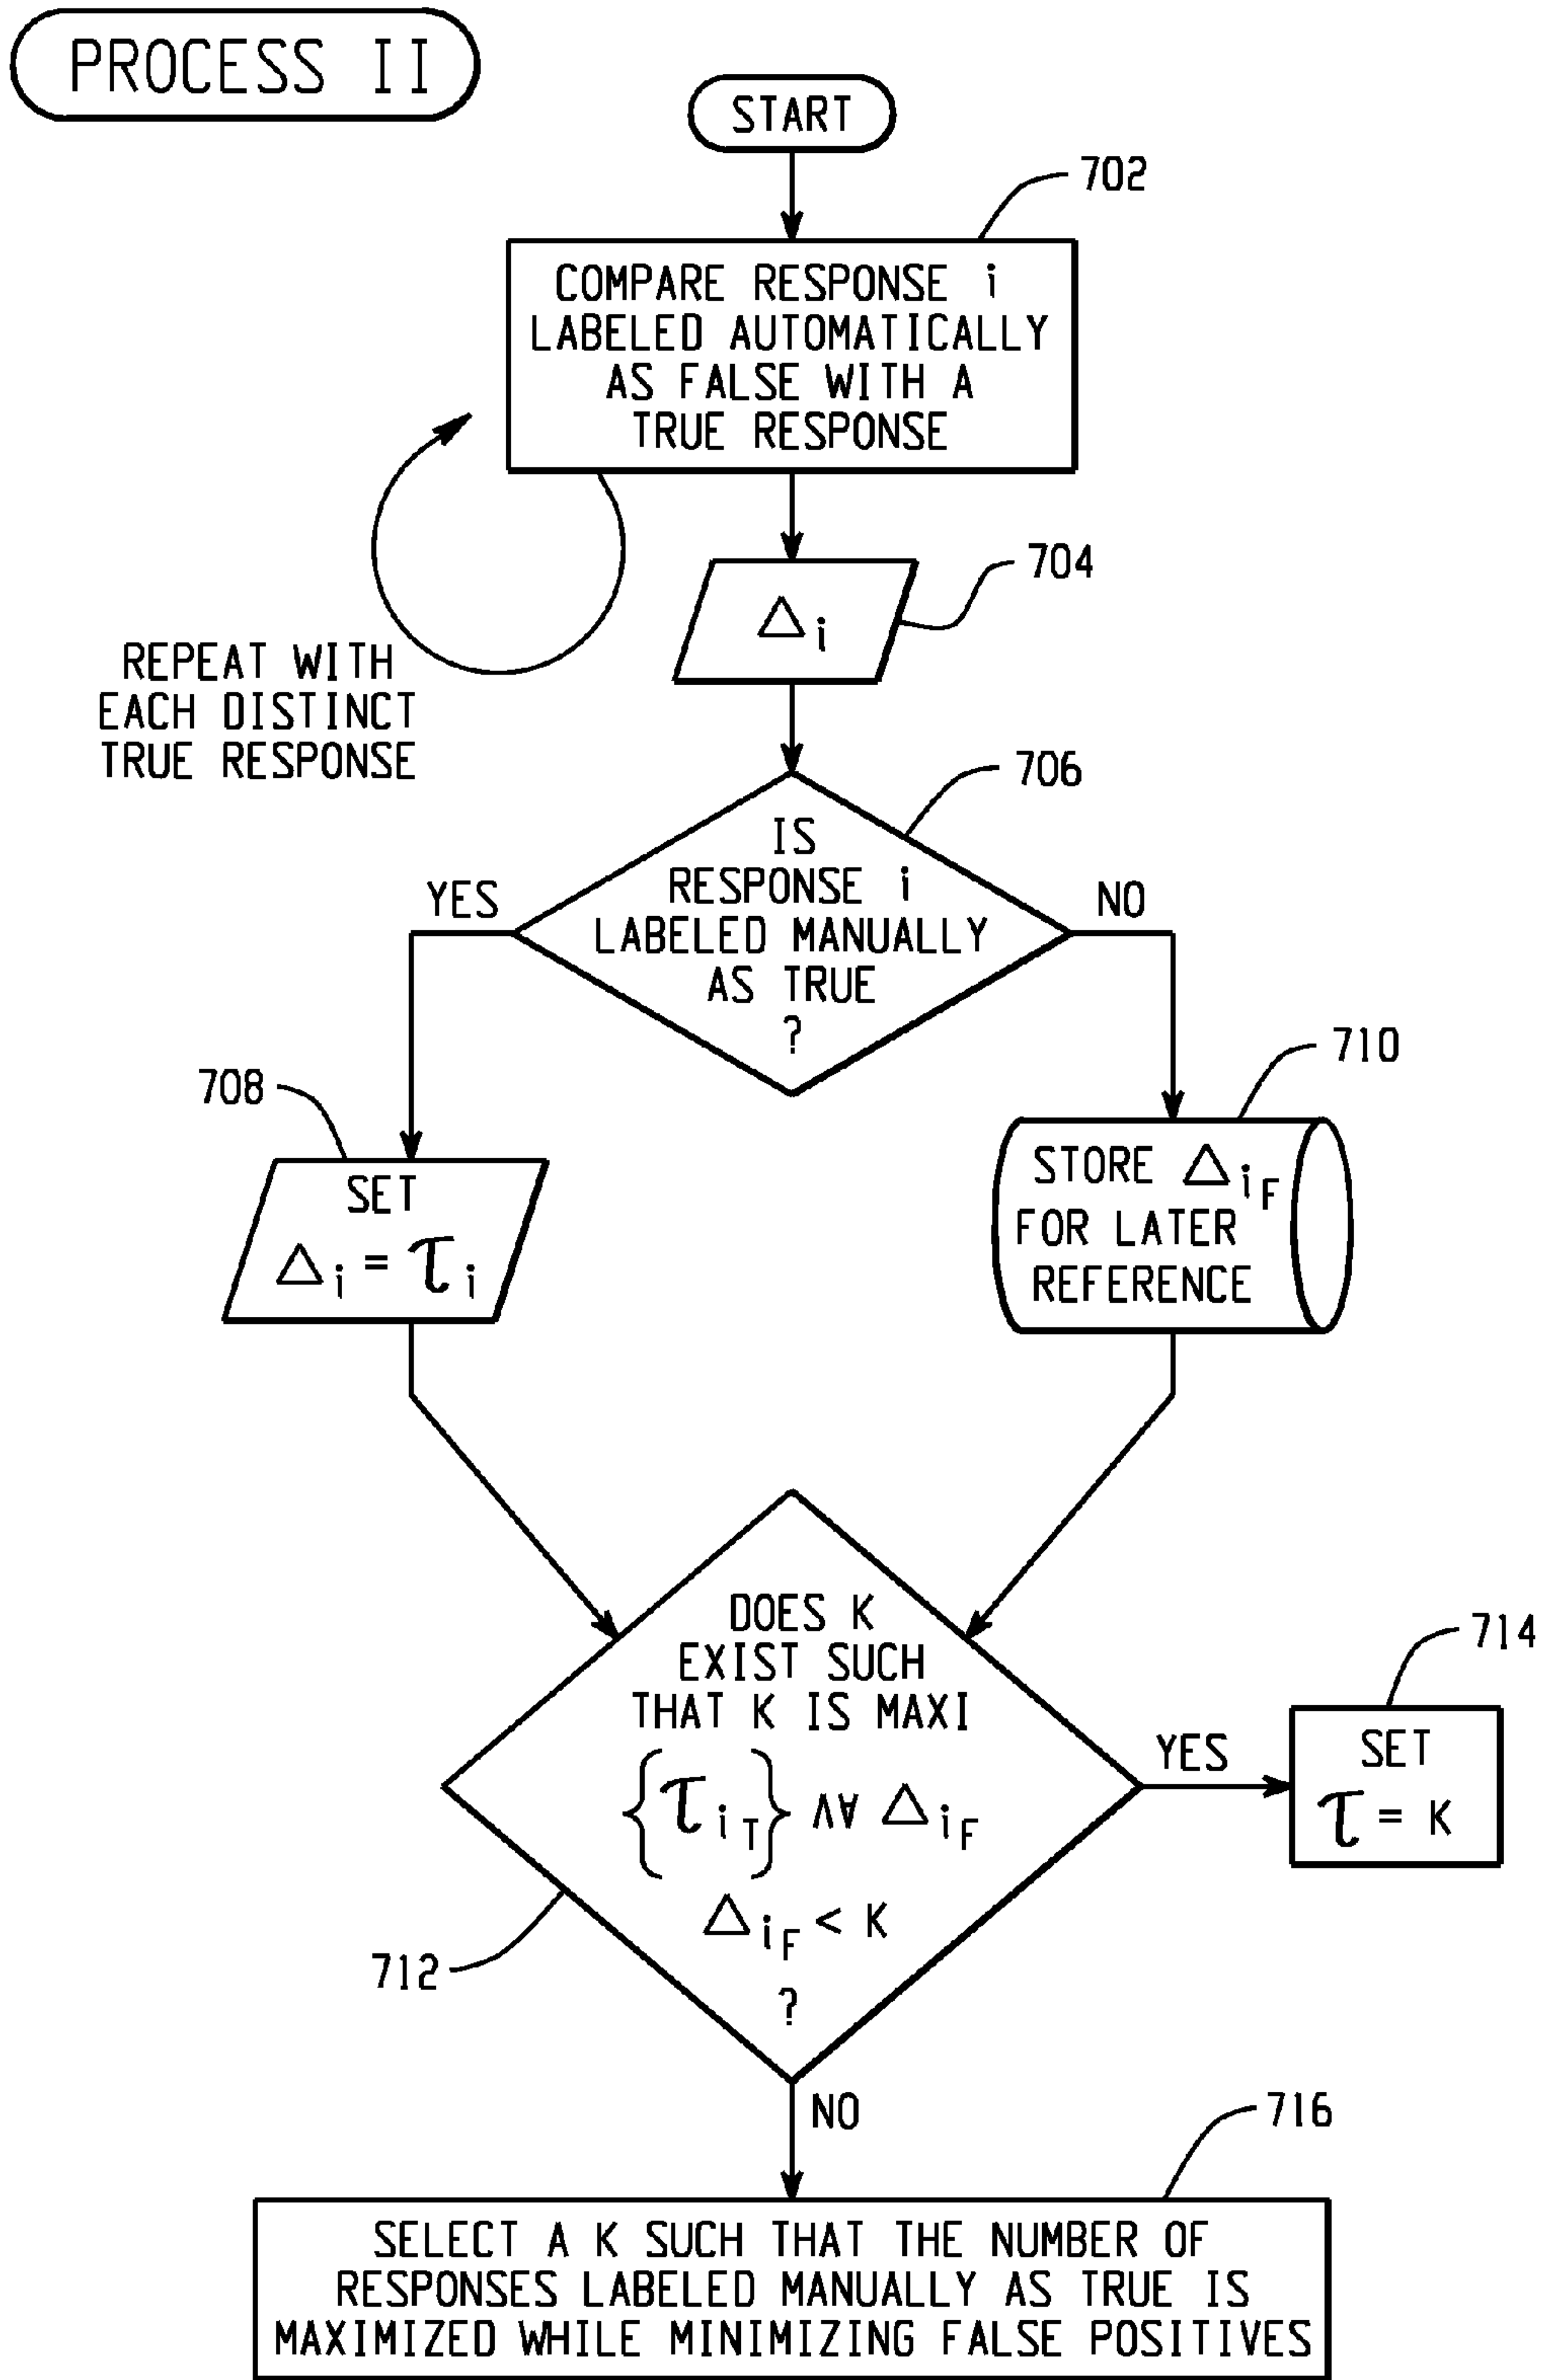 PROCESS II
START
702
COMPARE RESPONSE i
LABELED AUTOMATICALLY
AS FALSE WITH A
TRUE RESPONSE
704
Δi
REPEAT WITH
EACH DISTINCT
TRUE RESPONSE
706
IS
RESPONSE i
LABELED MANUALLY
AS TRUE
?
YES
NO
708
SET
Δi = τi
710
STORE ΔiF
FOR LATER
REFERENCE
DOES K
EXIST SUCH
THAT K IS MAXI
{τiT} ∧∀ ΔiF
ΔiF < K
?
712
YES
714
SET
τ = K
NO
716
SELECT A K SUCH THAT THE NUMBER OF
RESPONSES LABELED MANUALLY AS TRUE IS
MAXIMIZED WHILE MINIMIZING FALSE POSITIVES